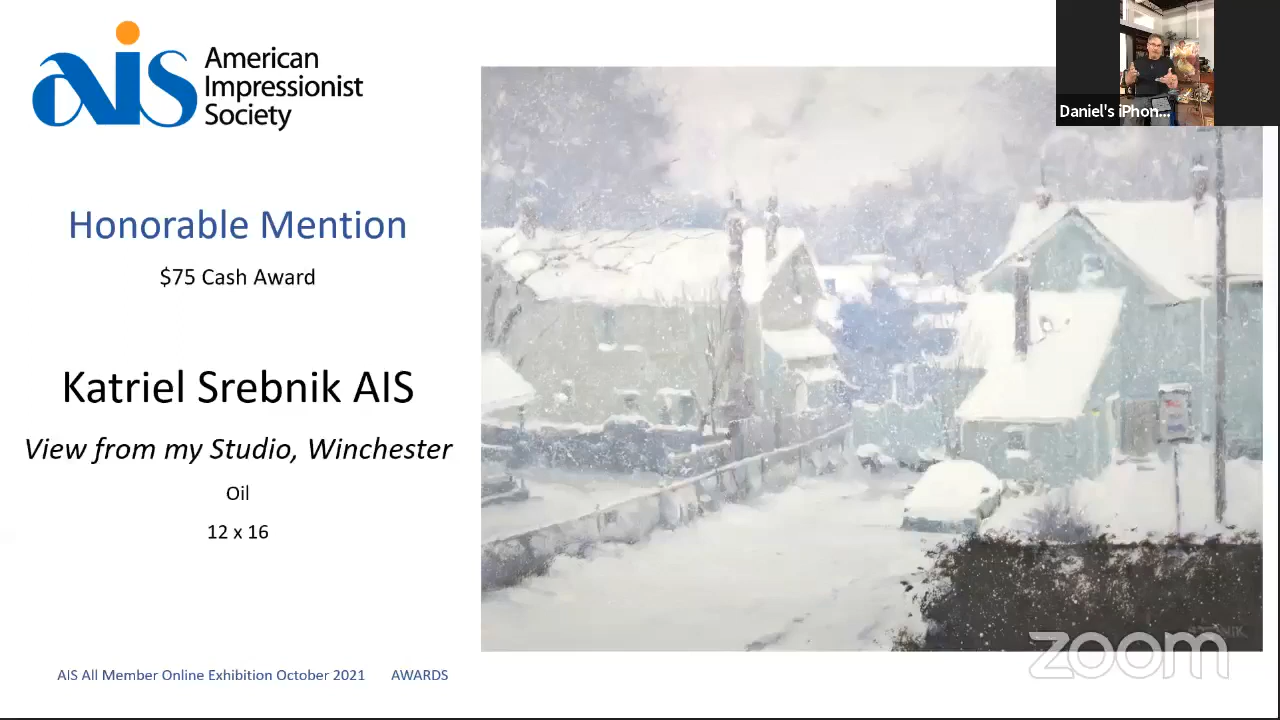 ais American
Impressionist
Society
Honorable Mention
$75 Cash Award
Katriel Srebnik AIS
View from my Studio, Winchester
Oil
12 x 16
AIS All Member Online Exhibition October 2021 AWARDS
Daniel's iPhon...
zoom